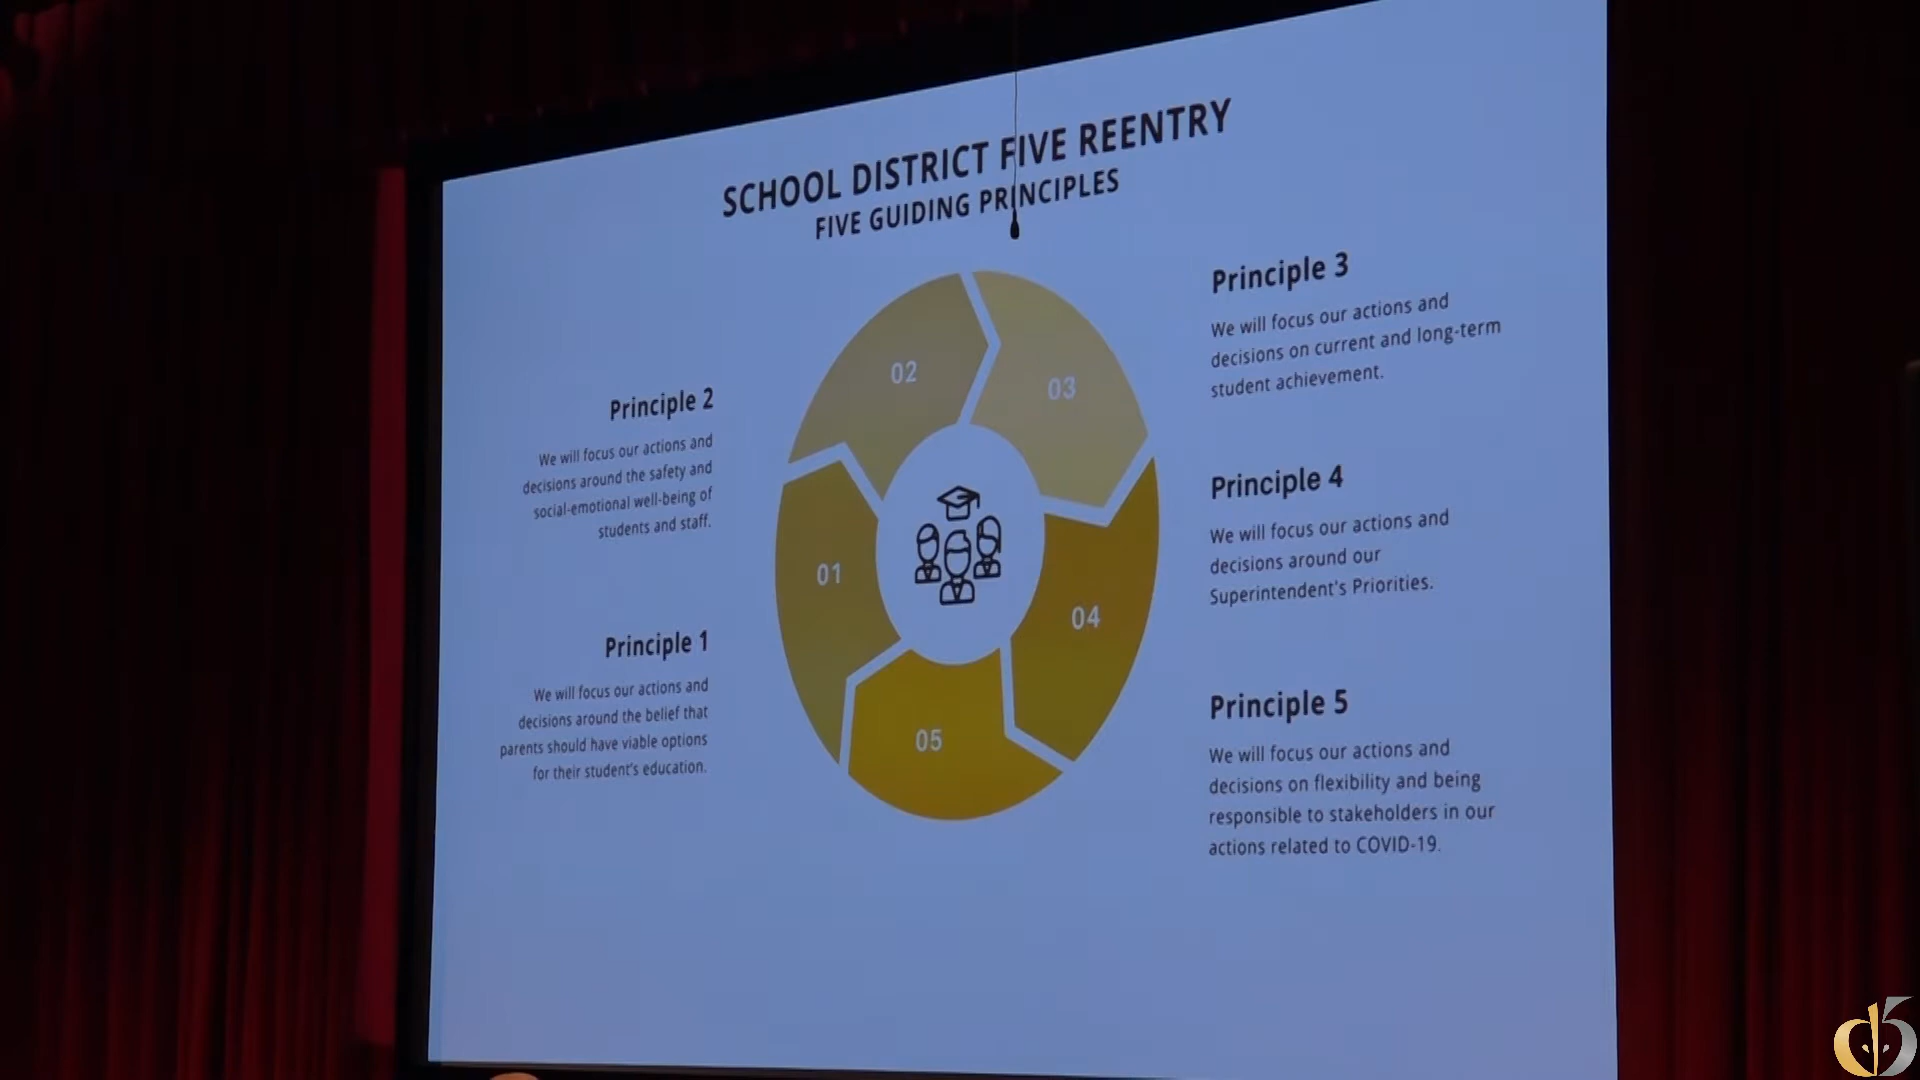 SCHOOL DISTRICT FIVE REENTRY
FIVE GUIDING PRINCIPLES
Principle 2
We will focus our actions and
decisions around the safety and
social-emotional well-being of
students and staff.
Principle 1
We will focus our actions and
decisions around the belief that
parents should have viable options
for their student's education.
02
03
01
04
05
Principle 3
We will focus our actions and
decisions on current and long-term
student achievement.
Principle 4
We will focus our actions and
decisions around our
Superintendent's Priorities.
Principle 5
We will focus our actions and
decisions on flexibility and being
responsible to stakeholders in our
actions related to COVID-19.
d5